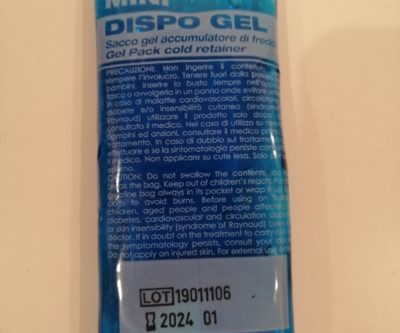 MINI
DISPO GEL
Sacco gel accumulatore di freddo
Gel Pack cold retainer
PRECAUZIONI: Non ingerire il contenuto,
rompere l'involucro. Tenere fuori dalla portata
bambini. Inserire la busta sempre nell'acco
tasca o avvolgerla in un panno onde evitare
in caso di malattie cardiovascolari, circolatorie
diabete e/o insensibilità cutanea (sindrome
Raynaud) utilizzare il prodotto solo dopo
consultato il medico. Nei caso di utilizzo su
bambini ed anziani, consultare il medico prima
trattamento. In caso di dubbio sul trattamento
effettuare e se la sintomatologia persiste con
il medico. Non applicare su cute lesa. Solo
esterno.
CAUTION: Do not swallow the contents, do
break the bag. Keep out of children's reach.
gelatine bag always in its pocket or wrap it
cloth to avoid burns. Before using on
children, aged people and people affected
diabetes, cardiovascular and circulation
or skin insensibility (syndrome of Raynaud) consult
doctor. If in doubt on the treatment to carry out
the symptomatology persists, consult your doctor.
Do not apply on injured skin. For external use
LOT 19011106
2024 01